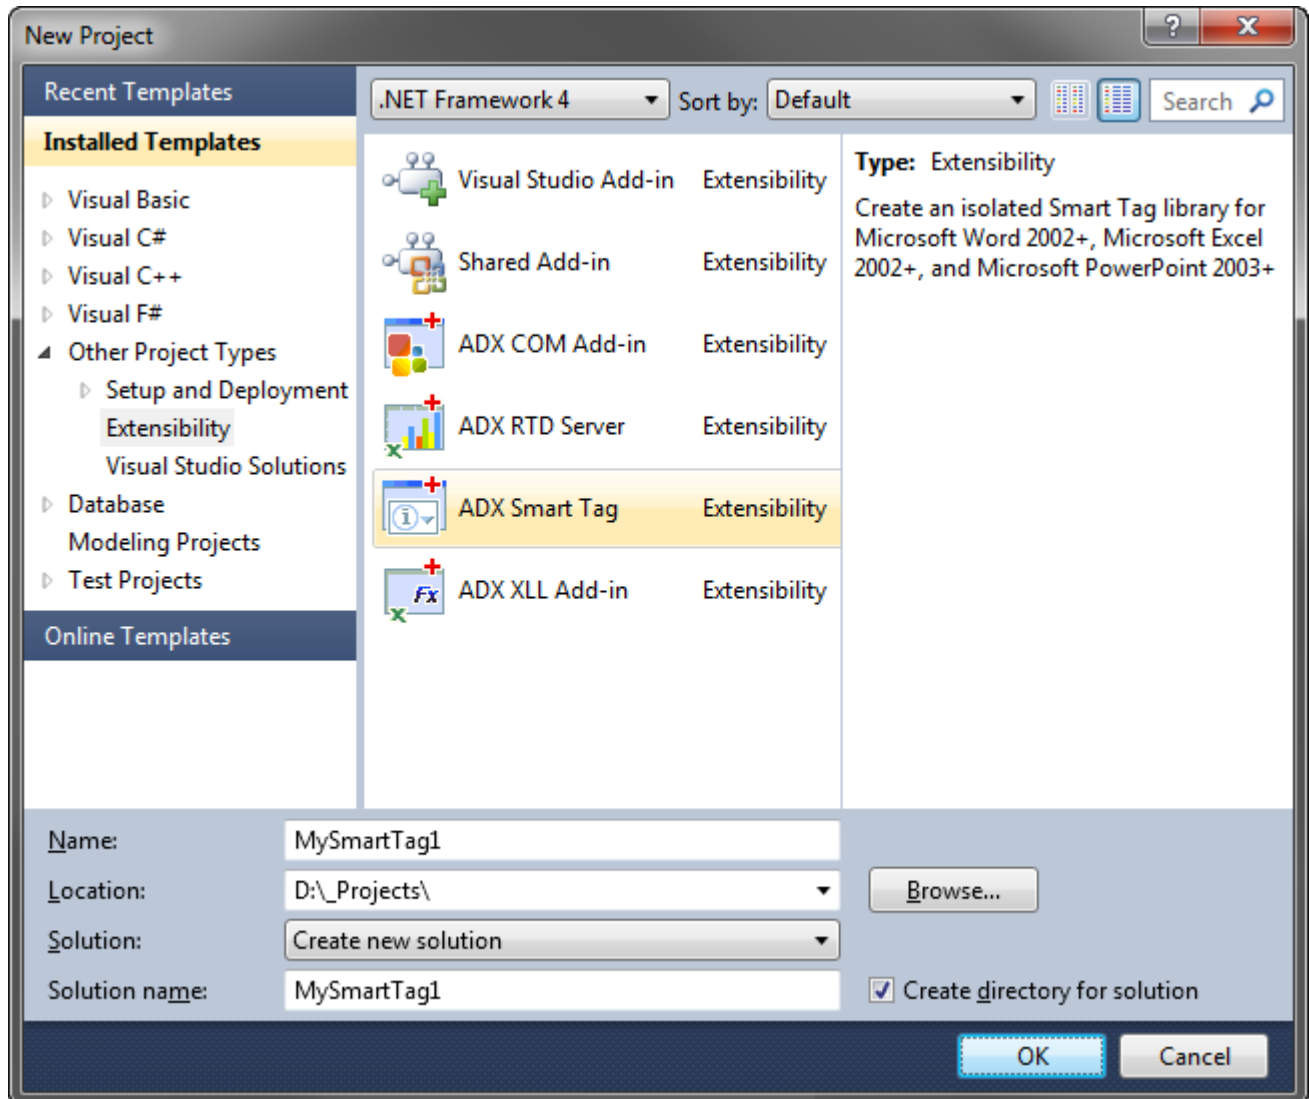 New Project
Recent Templates
Installed Templates
Visual Basic
Visual C#
Visual C++
Visual F#
Other Project Types
Setup and Deployment
Extensibility
Visual Studio Solutions
Database
Modeling Projects
Test Projects
Online Templates
.NET Framework 4
Sort by: Default
Search
Visual Studio Add-in Extensibility
Shared Add-in Extensibility
ADX COM Add-in Extensibility
ADX RTD Server Extensibility
ADX Smart Tag Extensibility
Fx ADX XLL Add-in Extensibility
Type: Extensibility
Create an isolated Smart Tag library for
Microsoft Word 2002+, Microsoft Excel
2002+, and Microsoft PowerPoint 2003+
Name: MySmartTag1
Location: D:\_Projects\ Browse...
Solution: Create new solution
Solution name: MySmartTag1 Create directory for solution
OK Cancel